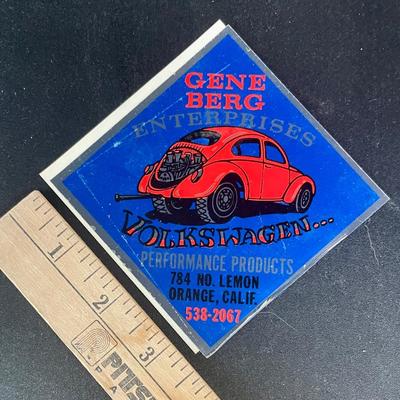 GENE
BERG
ENTERPRISES
VOLKSWAGEN...
PERFORMANCE PRODUCTS
784 NO. LEMON
ORANGE, CALIF.
538-2067
1
2
3